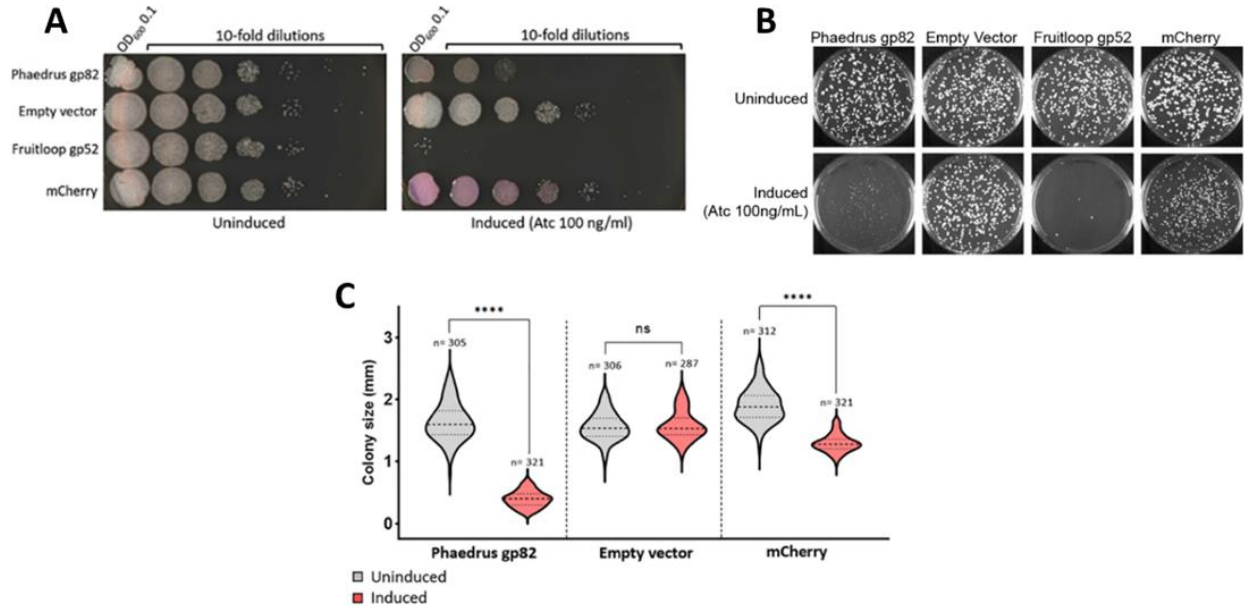 A
OD600 0.1
10-fold dilutions
OD600 0.1
10-fold dilutions
Phaedrus gp82
Empty vector
Fruitloop gp52
mCherry
Uninduced
Induced (Atc 100 ng/ml)
B
Phaedrus gp82 Empty Vector Fruitloop gp52 mCherry
Uninduced
Induced
(Atc 100ng/mL)
C
Colony size (mm)
3
2
1
0
****
n= 305
n= 321
ns
n= 306
n= 287
****
n= 312
n= 321
Phaedrus gp82 Empty vector mCherry
Uninduced
Induced